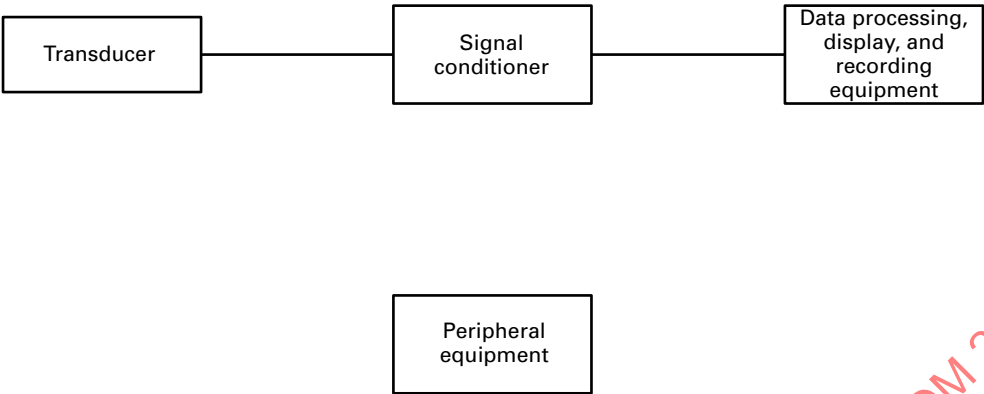 Transducer
Signal
conditioner
Data processing,
display, and
recording
equipment
Peripheral
equipment